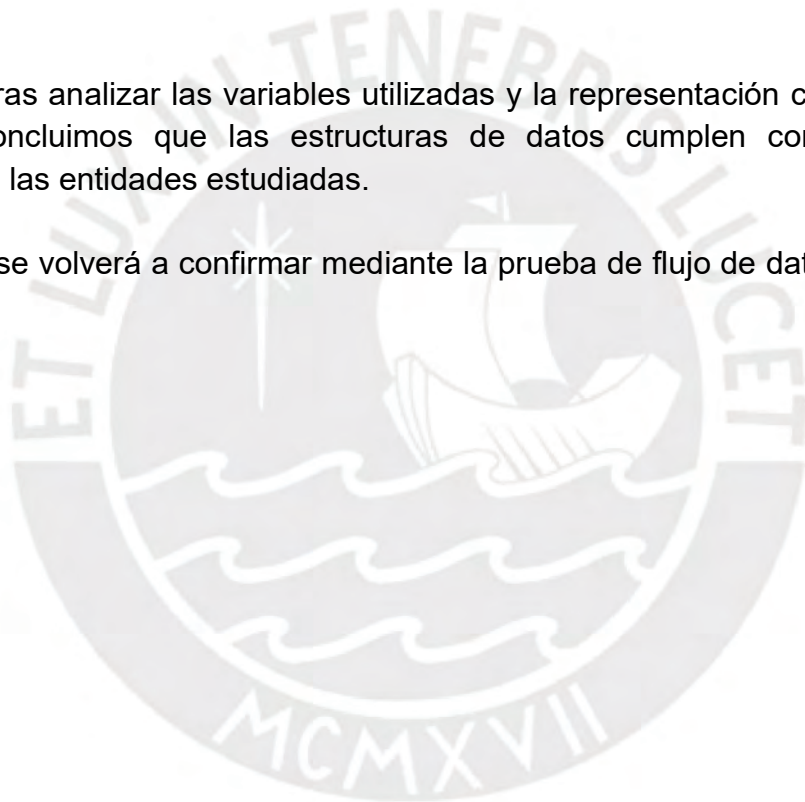 ras analizar las variables utilizadas y la representación c
oncluimos que las estructuras de datos cumplen con
las entidades estudiadas.
se volverá a confirmar mediante la prueba de flujo de dat
ET LUX IN TENEBRIS LUCET
MCMXVII